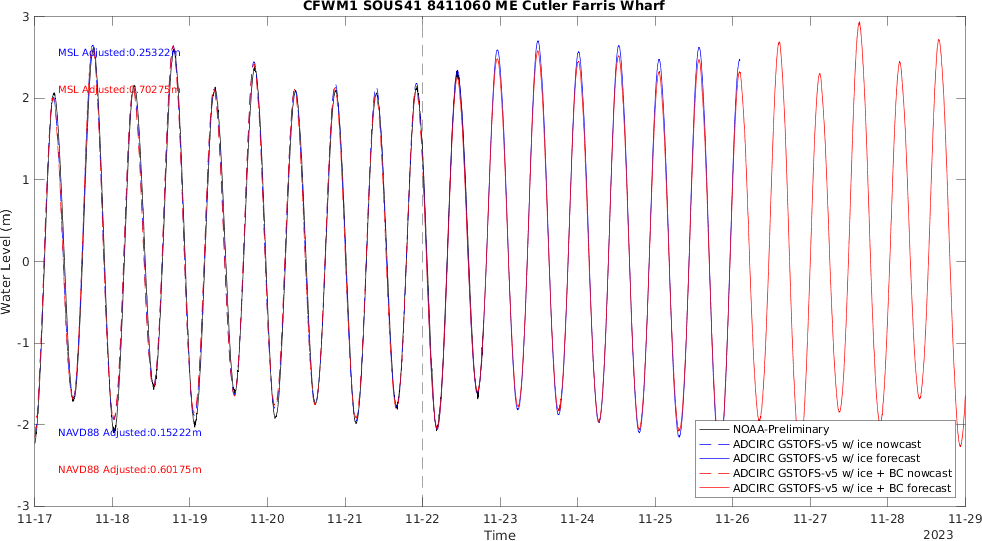 CFWM1 SOUS41 8411060 ME Cutler Farris Wharf
MSL Adjusted:0.25322m
MSL Adjusted:0.70275m
NAVD88 Adjusted:0.15222m
NAVD88 Adjusted:0.60175m
Water Level (m)
3
2
1
0
-1
-2
-3
NOAA-Preliminary
ADCIRC GSTOFS-v5 w/ ice nowcast
ADCIRC GSTOFS-v5 w/ ice forecast
ADCIRC GSTOFS-v5 w/ ice + BC nowcast
ADCIRC GSTOFS-v5 w/ ice + BC forecast
11-17 11-18 11-19 11-20 11-21 11-22 11-23 11-24 11-25 11-26 11-27 11-28 11-29
Time
2023